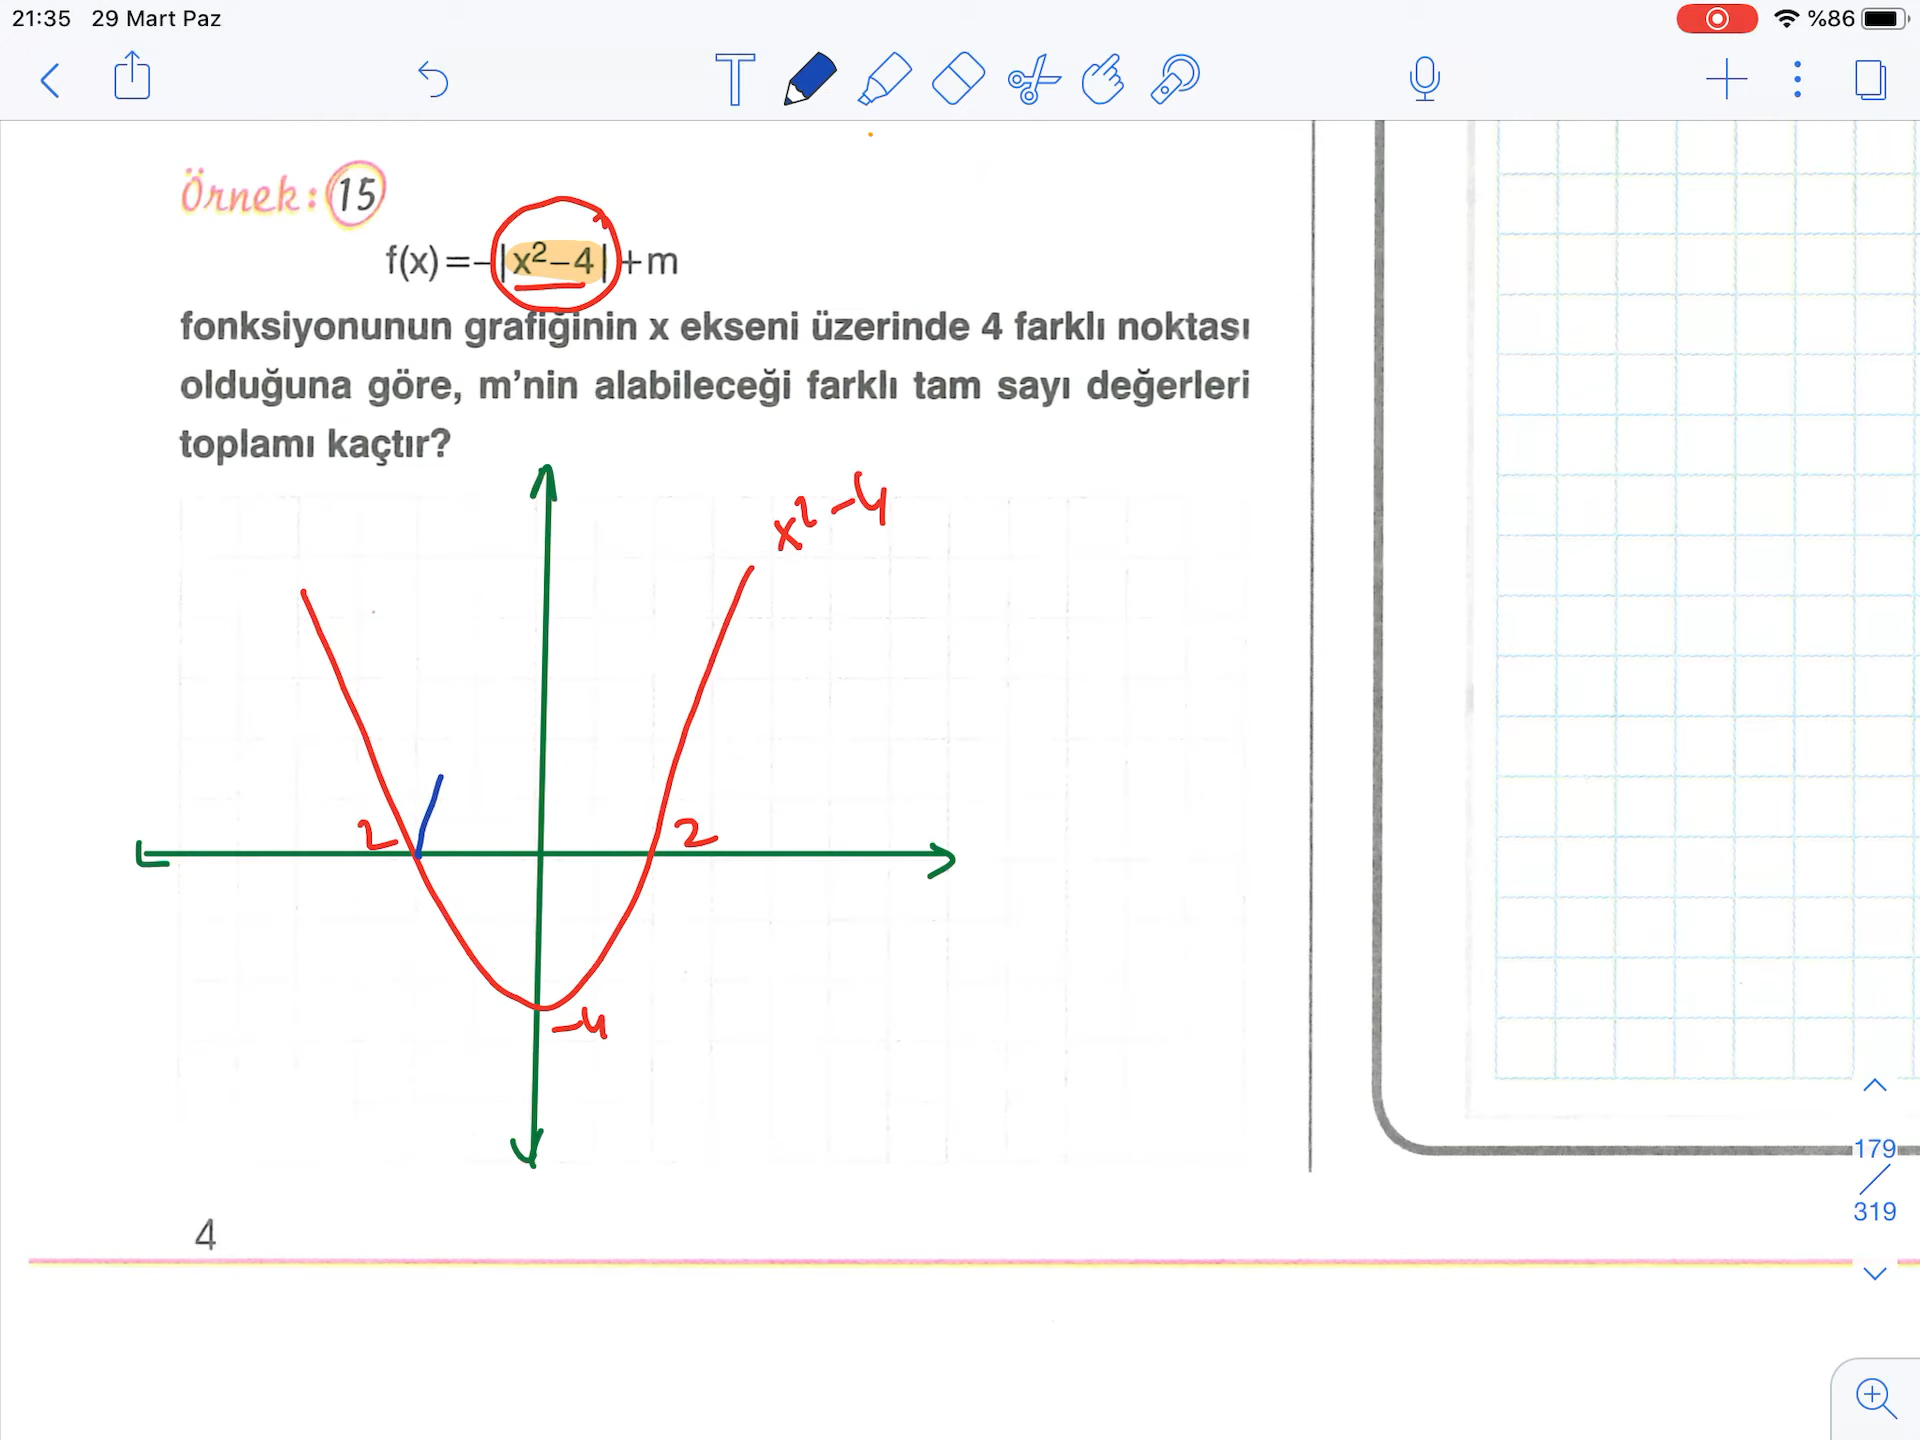 21:35 29 Mart Paz %86
Örnek: 15
f(x)=-|x²-4|+m
fonksiyonunun grafiğinin x ekseni üzerinde 4 farklı noktası
olduğuna göre, m'nin alabileceği farklı tam sayı değerleri
toplamı kaçtır?
x²-4
2 2
-4
179
319
4